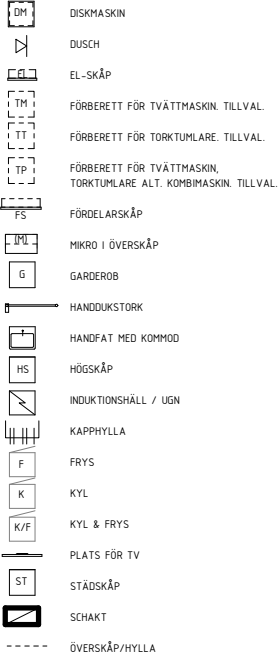 DM DISKMASKIN
DUSCH
EL EL-SKÅP
TM FÖRBERETT FÖR TVÄTTMASKIN. TILLVAL.
TT FÖRBERETT FÖR TORKTUMLARE. TILLVAL.
TP FÖRBERETT FÖR TVÄTTMASKIN,
TORKTUMLARE ALT. KOMBIMASKIN. TILLVAL.
FS FÖRDELARSKÅP
(M) MIKRO I ÖVERSKÅP
G GARDEROB
HANDDUKSTORK
HANDFAT MED KOMMOD
HS HÖGSKÅP
INDUKTIONSHÄLL / UGN
KAPPHYLLA
F FRYS
K KYL
K/F KYL & FRYS
PLATS FÖR TV
ST STÄDSKÅP
SCHAKT
ÖVERSKÅP/HYLLA